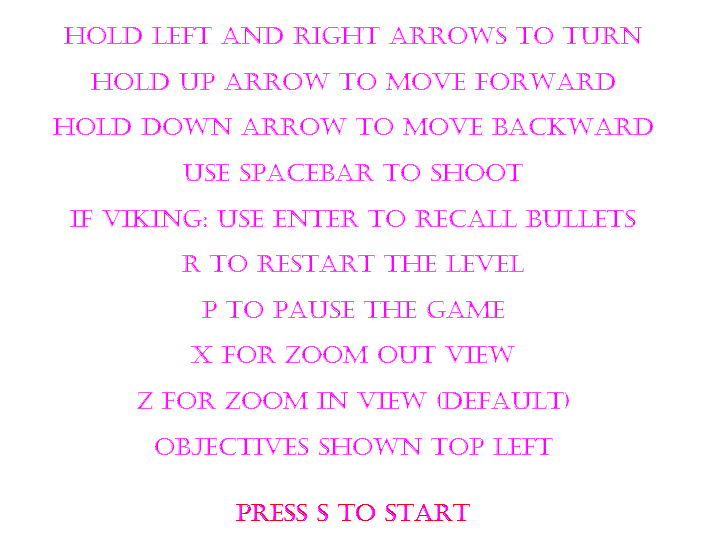 HOLD LEFT AND RIGHT ARROWS TO TURN
HOLD UP ARROW TO MOVE FORWARD
HOLD DOWN ARROW TO MOVE BACKWARD
USE SPACEBAR TO SHOOT
IF VIKING: USE ENTER TO RECALL BULLETS
R TO RESTART THE LEVEL
P TO PAUSE THE GAME
X FOR ZOOM OUT VIEW
Z FOR ZOOM IN VIEW (DEFAULT)
OBJECTIVES SHOWN TOP LEFT
PRESS S TO START